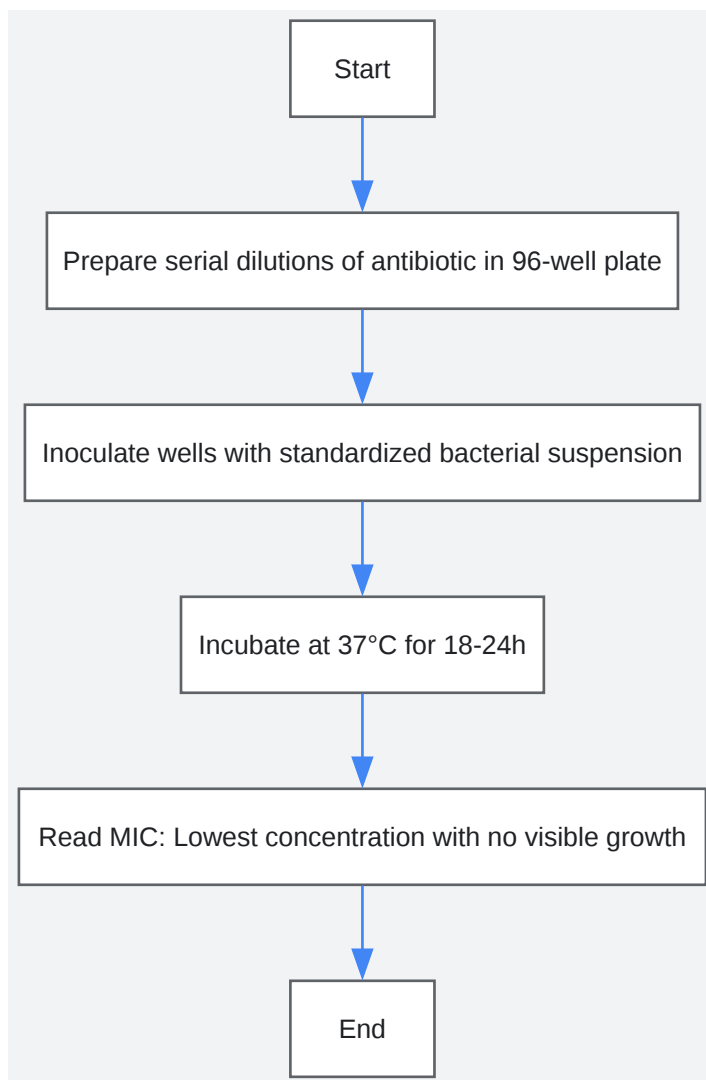 Start
Prepare serial dilutions of antibiotic in 96-well plate
Inoculate wells with standardized bacterial suspension
Incubate at 37°C for 18-24h
Read MIC: Lowest concentration with no visible growth
End